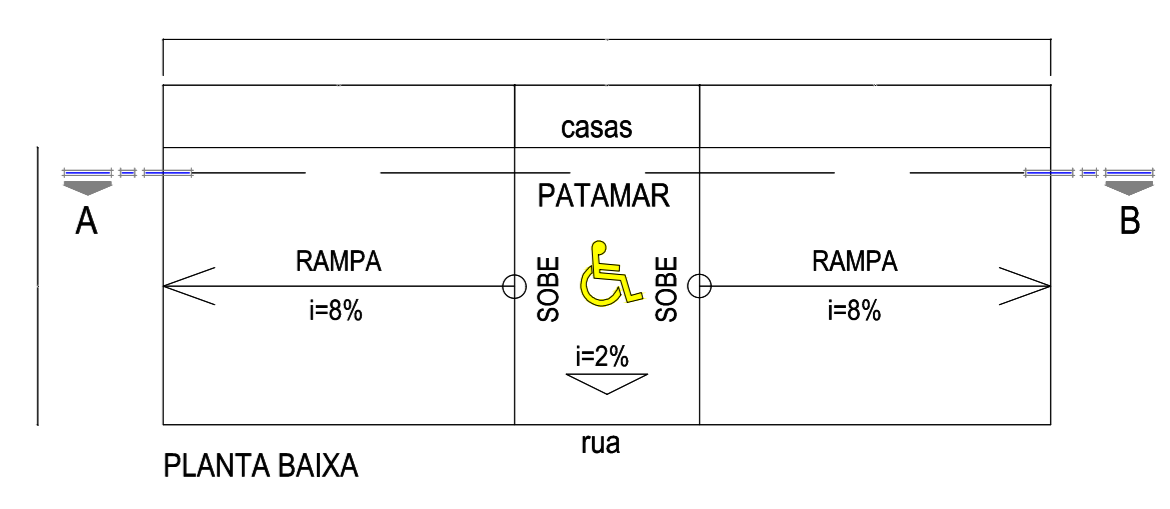 casas
PATAMAR
A
B
RAMPA
SOBE
SOBE
RAMPA
i=8%
i=8%
i=2%
rua
PLANTA BAIXA